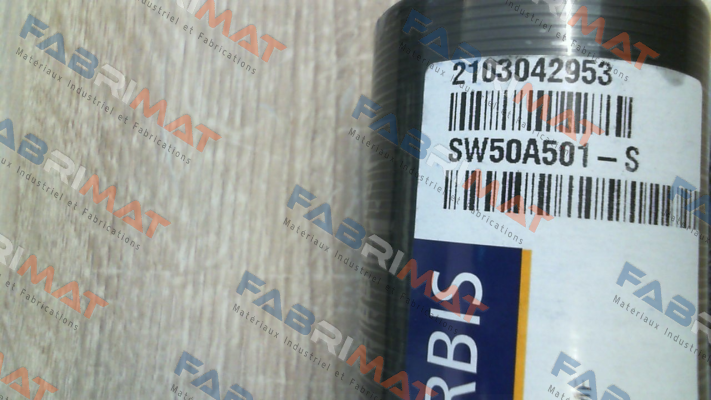 2103042953
SW50A501-S
RBIS
FABRIMAT
Materiaux Industriel et Fabrications